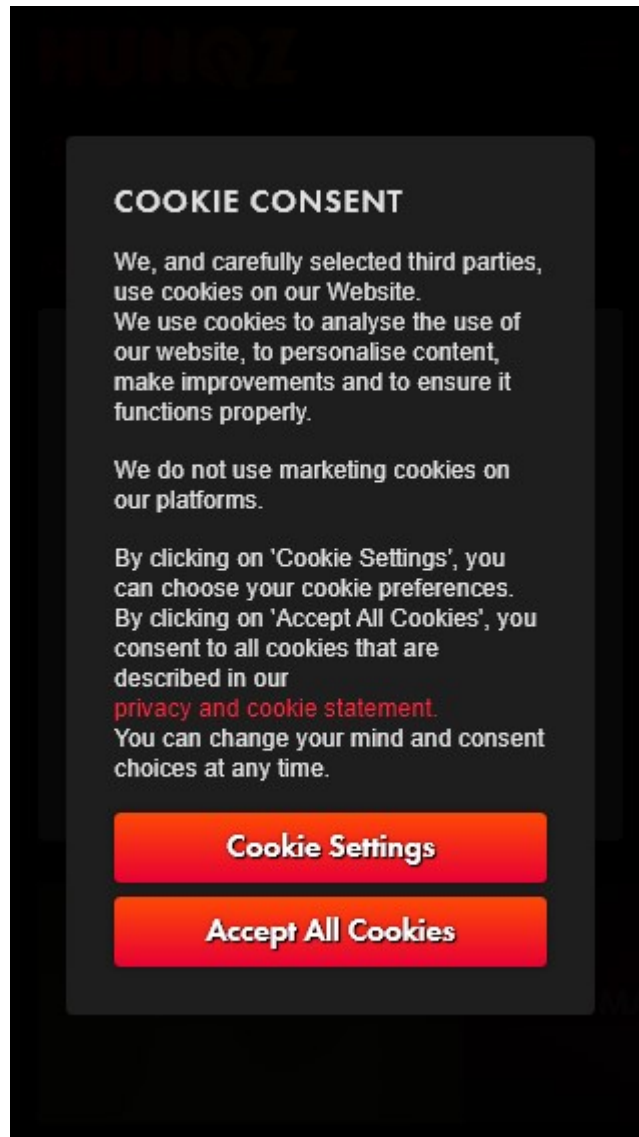 HUNQZ
COOKIE CONSENT
We, and carefully selected third parties,
use cookies on our Website.
We use cookies to analyse the use of
our website, to personalise content,
make improvements and to ensure it
functions properly.
We do not use marketing cookies on
our platforms.
By clicking on 'Cookie Settings', you
can choose your cookie preferences.
By clicking on 'Accept All Cookies', you
consent to all cookies that are
described in our
privacy and cookie statement.
You can change your mind and consent
choices at any time.
Cookie Settings
Accept All Cookies